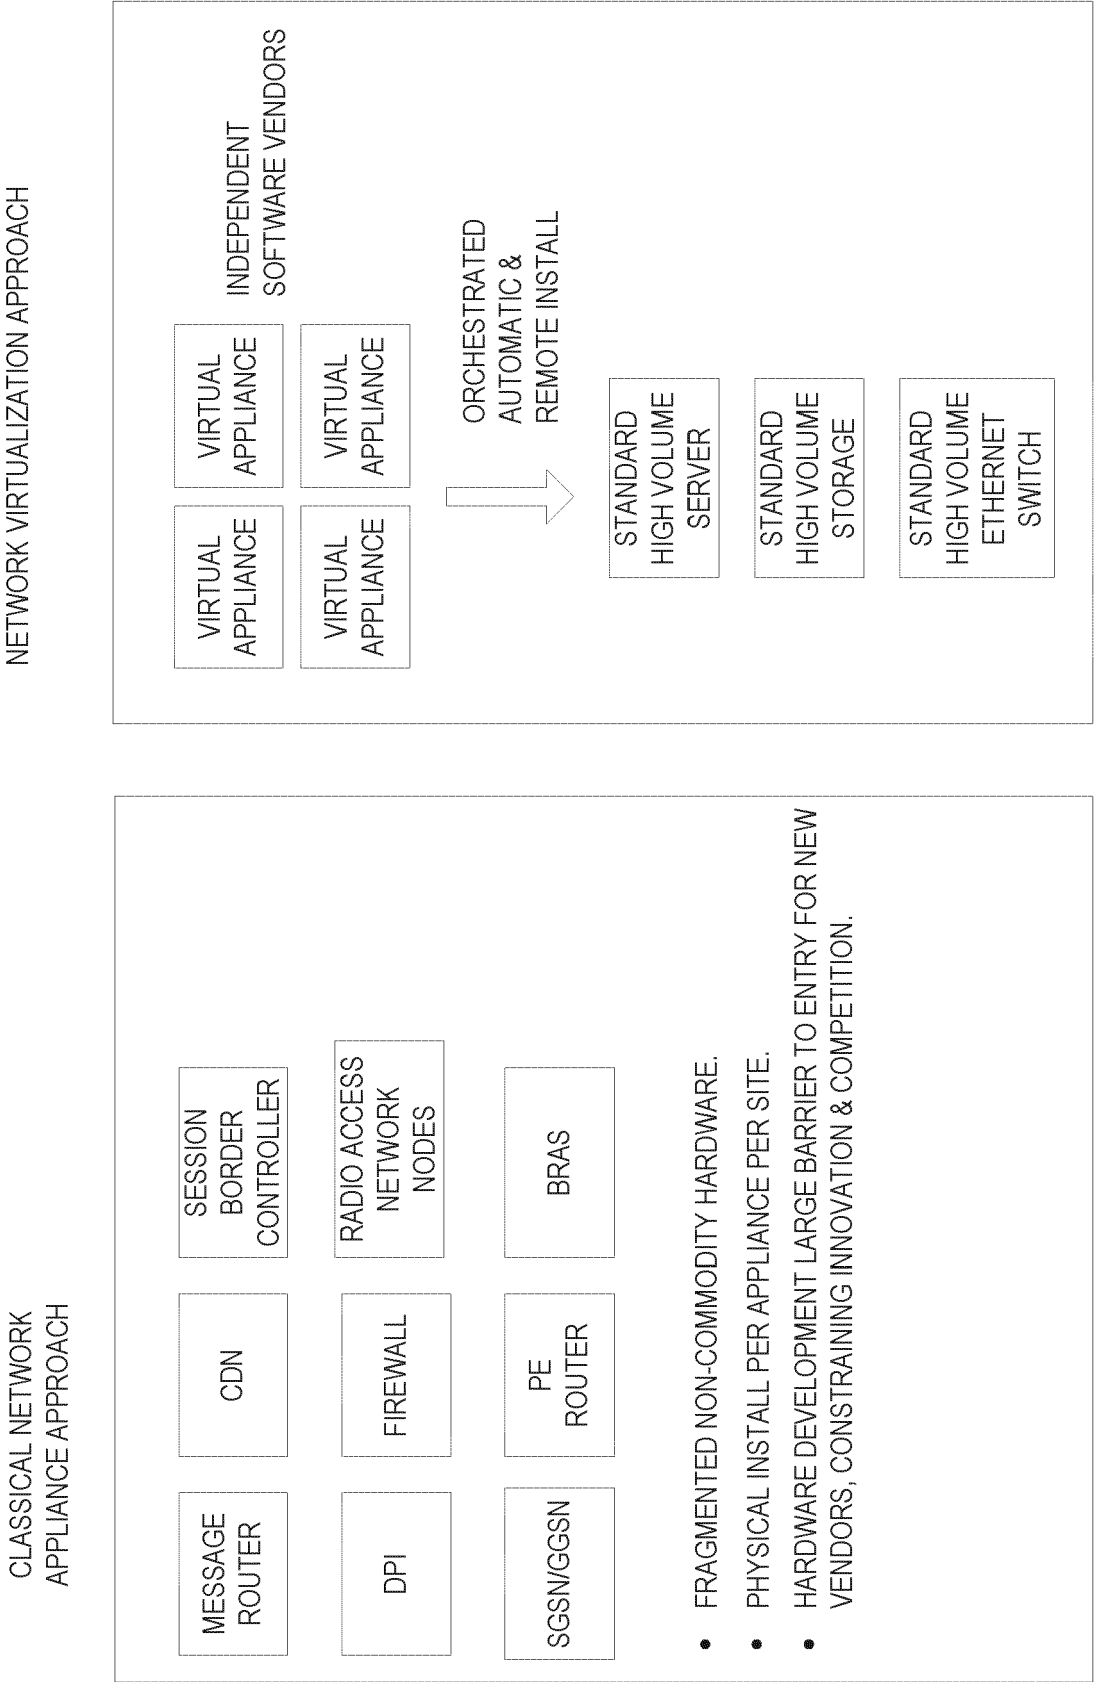 CLASSICAL NETWORK
APPLIANCE APPROACH
MESSAGE
ROUTER
CDN
SESSION
BORDER
CONTROLLER
DPI
FIREWALL
RADIO ACCESS
NETWORK
NODES
SGSN/GGSN
PE
ROUTER
BRAS
• FRAGMENTED NON-COMMODITY HARDWARE.
• PHYSICAL INSTALL PER APPLIANCE PER SITE.
• HARDWARE DEVELOPMENT LARGE BARRIER TO ENTRY FOR NEW
VENDORS, CONSTRAINING INNOVATION & COMPETITION.
NETWORK VIRTUALIZATION APPROACH
VIRTUAL
APPLIANCE
VIRTUAL
APPLIANCE
INDEPENDENT
SOFTWARE VENDORS
VIRTUAL
APPLIANCE
VIRTUAL
APPLIANCE
ORCHESTRATED
AUTOMATIC &
REMOTE INSTALL
STANDARD
HIGH VOLUME
SERVER
STANDARD
HIGH VOLUME
STORAGE
STANDARD
HIGH VOLUME
ETHERNET
SWITCH